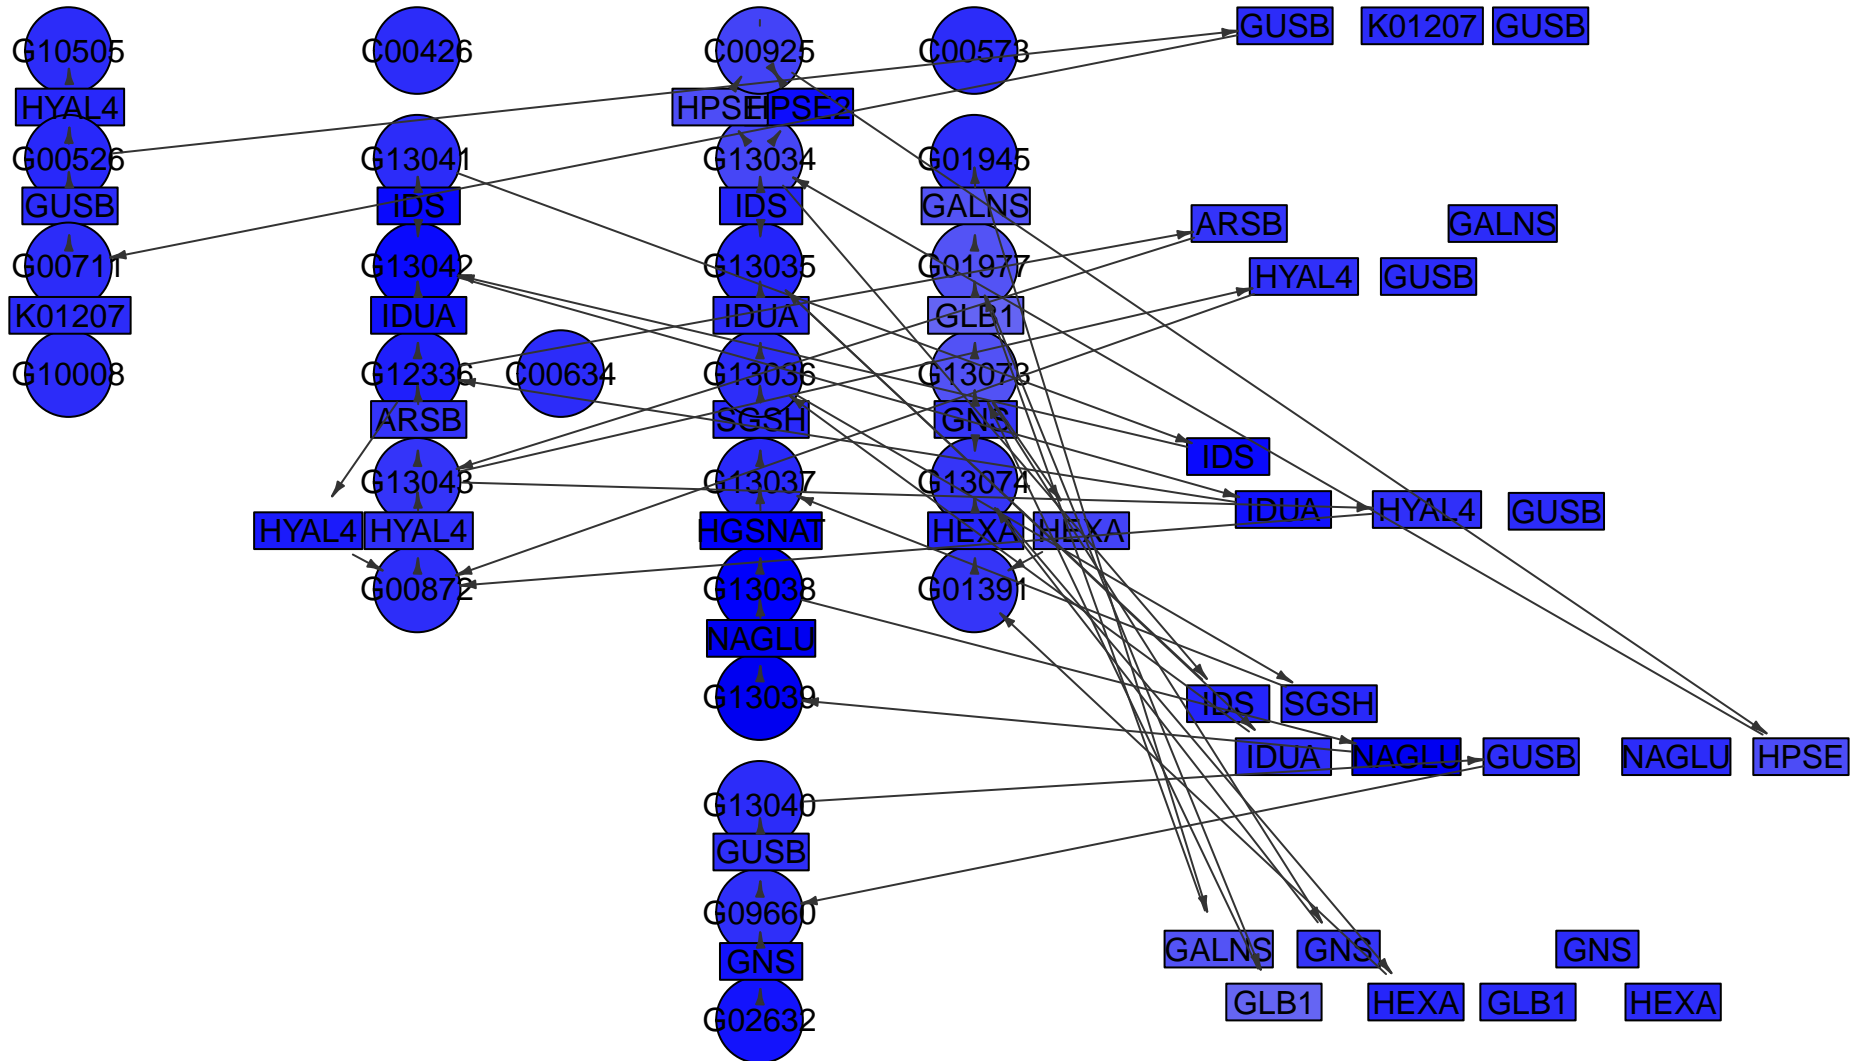 G10505 C00426 C00925 C00573 GUSB K01207 GUSB
HYAL4 HPSE HPSE2
G00526 G13041 G13034 G01945
GUSB IDS IDS GALNS ARSB GALNS
G00711 G13042 G13035 G01977 HYAL4 GUSB
K01207 IDUA IDUA GLB1
G10008 G12336 C00634 G13036 G13073
ARSB SGSH GNS IDS
G13043 G13037 G13074 IDUA HYAL4 GUSB
HYAL4 HYAL4 HGSNAT HEXA HEXA
G00872 G13038 G01391
NAGLU
G13039 IDS SGSH
IDUA NAGLU GUSB NAGLU HPSE
G13040
GUSB
G09660
GNS GALNS GNS GNS
G02632 GLB1 HEXA GLB1 HEXA